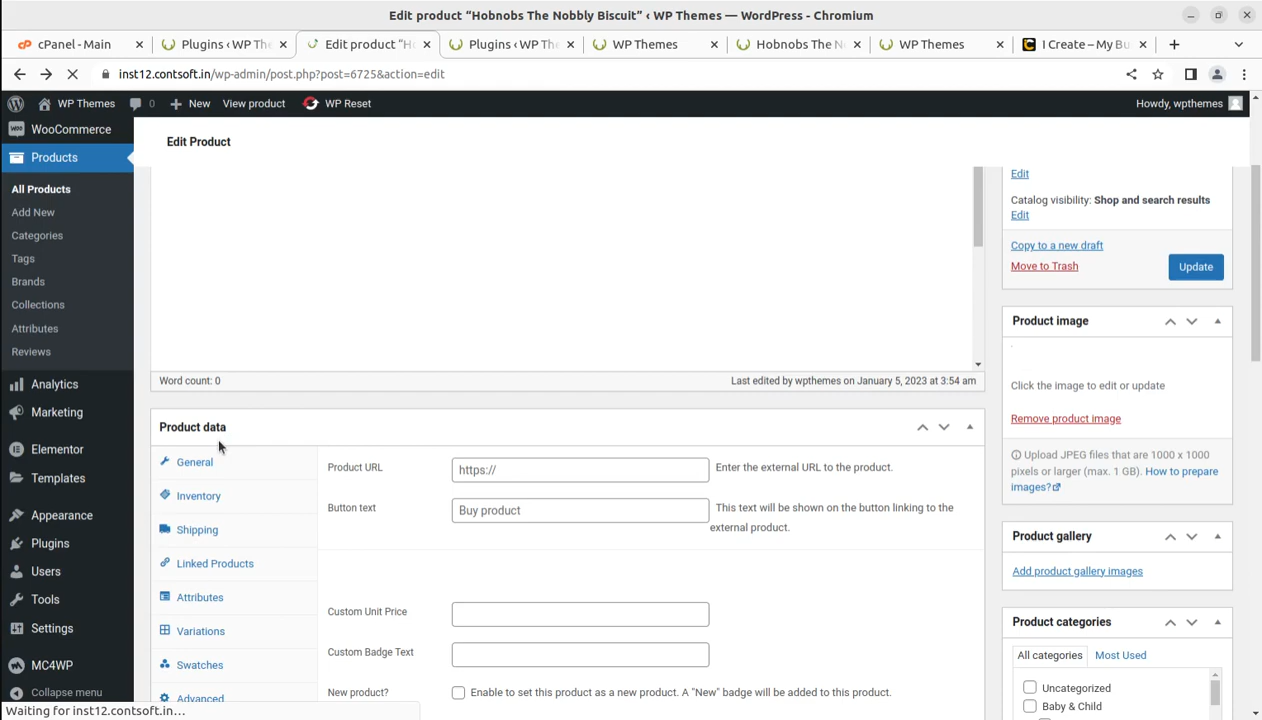 Edit product “Hobnobs The Nobbly Biscuit” ‹ WP Themes — WordPress - Chromium
cPanel - Main
Plugins ‹ WP The
Edit product “H
Plugins ‹ WP Them
WP Themes
Hobnobs The N
WP Themes
I Create – My Bu
inst12.contsoft.in/wp-admin/post.php?post=6725&action=edit
WP Themes
0
New
View product
WP Reset
Howdy, wpthemes
WooCommerce
Products
All Products
Add New
Categories
Tags
Brands
Collections
Attributes
Reviews
Analytics
Marketing
Elementor
Templates
Appearance
Plugins
Users
Tools
Settings
MC4WP
Collapse menu
Edit Product
Word count: 0
Last edited by wpthemes on January 5, 2023 at 3:54 am
Product data
General
Inventory
Shipping
Linked Products
Attributes
Variations
Swatches
Advanced
Product URL
https://
Enter the external URL to the product.
Button text
Buy product
This text will be shown on the button linking to the
external product.
Custom Unit Price
Custom Badge Text
New product?
Enable to set this product as a new product. A "New" badge will be added to this product.
Edit
Catalog visibility: Shop and search results
Edit
Copy to a new draft
Move to Trash
Update
Product image
Click the image to edit or update
Remove product image
Upload JPEG files that are 1000 x 1000
pixels or larger (max. 1 GB). How to prepare
images?
Product gallery
Add product gallery images
Product categories
All categories
Most Used
Uncategorized
Baby & Child
Waiting for inst12.contsoft.in…